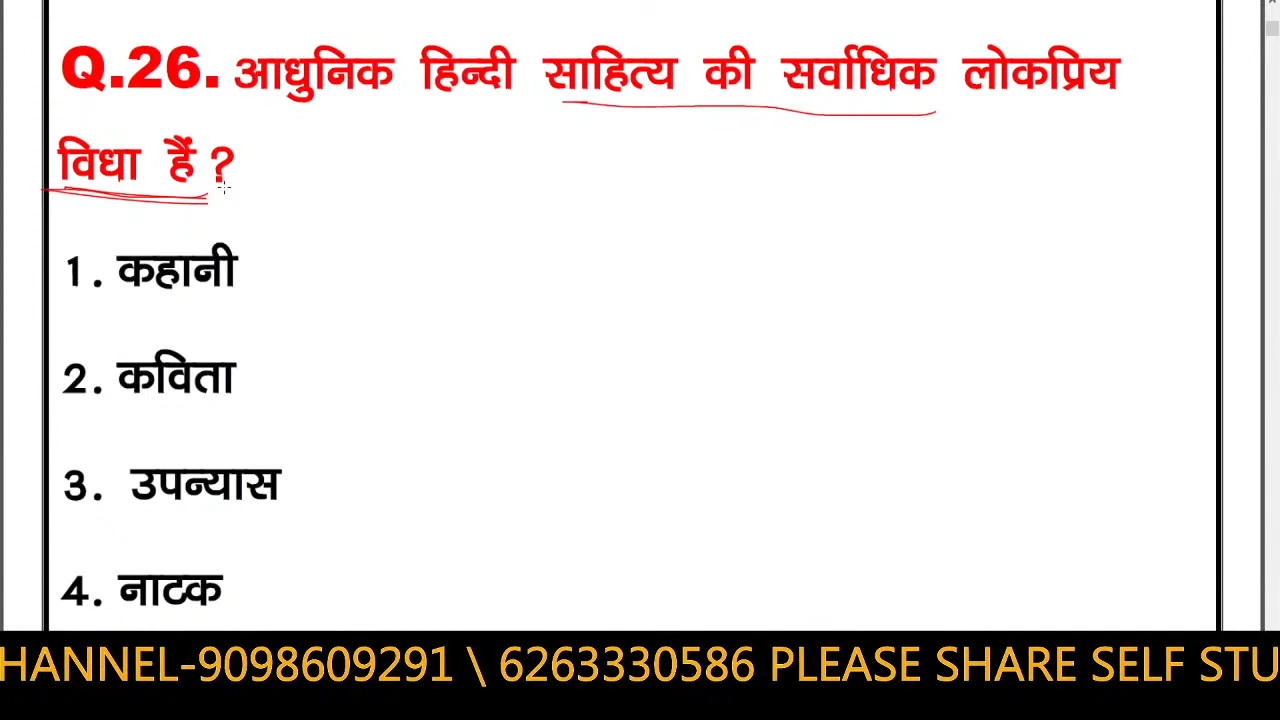 Q.26. आधुनिक हिन्दी साहित्य की सर्वाधिक लोकप्रिय
विधा हैं ?
1. कहानी
2. कविता
3. उपन्यास
4. नाटक
HANNEL-9098609291 \ 6263330586 PLEASE SHARE SELF STU